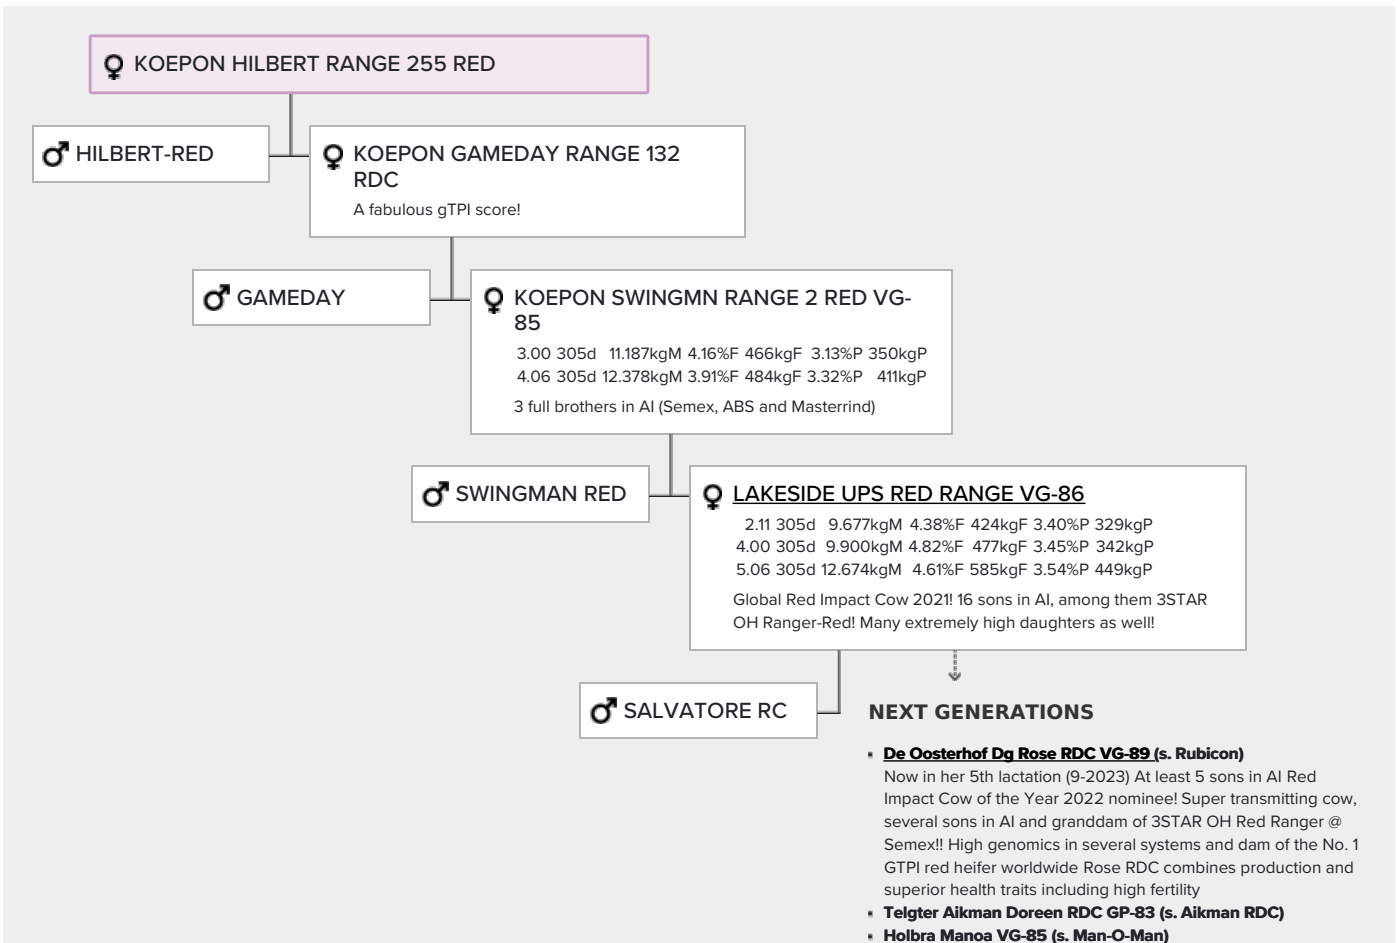 KOEPON HILBERT RANGE 255 RED
HILBERT-RED
KOEPON GAMEDAY RANGE 132
RDC
A fabulous gTPI score!
GAMEDAY
KOEPON SWINGMN RANGE 2 RED VG-
85
3.00 305d 11.187kgM 4.16%F 466kgF 3.13%P 350kgP
4.06 305d 12.378kgM 3.91%F 484kgF 3.32%P 411kgP
3 full brothers in AI (Semex, ABS and Masterrind)
SWINGMAN RED
LAKESIDE UPS RED RANGE VG-86
2.11 305d 9.677kgM 4.38%F 424kgF 3.40%P 329kgP
4.00 305d 9.900kgM 4.82%F 477kgF 3.45%P 342kgP
5.06 305d 12.674kgM 4.61%F 585kgF 3.54%P 449kgP
Global Red Impact Cow 2021! 16 sons in AI, among them 3STAR
OH Ranger-Red! Many extremely high daughters as well!
SALVATORE RC
NEXT GENERATIONS
De Oosterhof Dg Rose RDC VG-89 (s. Rubicon)
Now in her 5th lactation (9-2023) At least 5 sons in AI Red
Impact Cow of the Year 2022 nominee! Super transmitting cow,
several sons in AI and granddam of 3STAR OH Red Ranger @
Semex!! High genomics in several systems and dam of the No. 1
GTPI red heifer worldwide Rose RDC combines production and
superior health traits including high fertility
Telgter Aikman Doreen RDC GP-83 (s. Aikman RDC)
Holbra Manoa VG-85 (s. Man-O-Man)